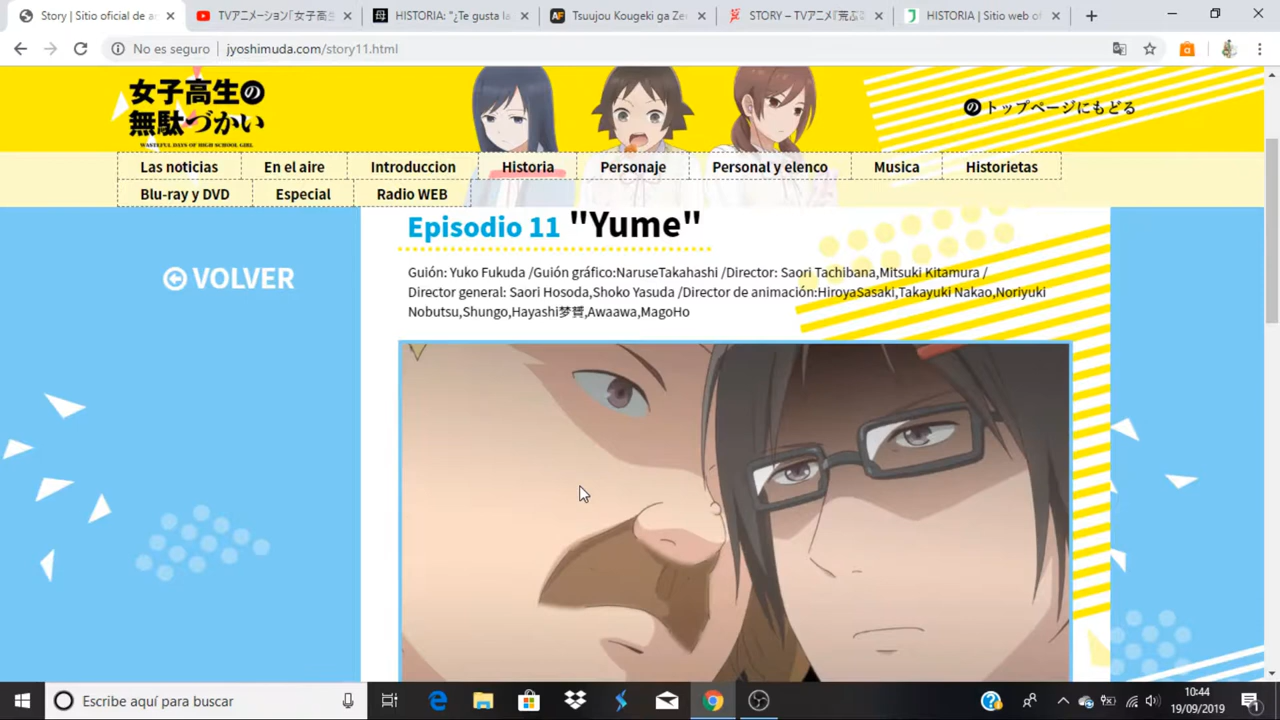 Story | Sitio oficial de a
TVアニメーション「女子高生
HISTORIA: "¿Te gusta la
Tsuujou Kougeki ga Ze
STORY – TVアニメ『荒ぶ
HISTORIA | Sitio web of
No es seguro | jyoshimuda.com/story11.html
女子高生の
無駄づかい
WASTEFUL DAYS OF HIGH SCHOOL GIRL
の トップページにもどる
Las noticias En el aire Introduccion Historia Personaje Personal y elenco Musica Historietas
Blu-ray y DVD Especial Radio WEB
Episodio 11 "Yume"
VOLVER
Guión: Yuko Fukuda /Guión gráfico:NaruseTakahashi /Director: Saori Tachibana,Mitsuki Kitamura /
Director general: Saori Hosoda,Shoko Yasuda /Director de animación:HiroyaSasaki,Takayuki Nakao,Noriyuki
Nobutsu,Shungo,Hayashi梦賛,Awaawa,MagoHo
Escribe aquí para buscar
10:44
19/09/2019